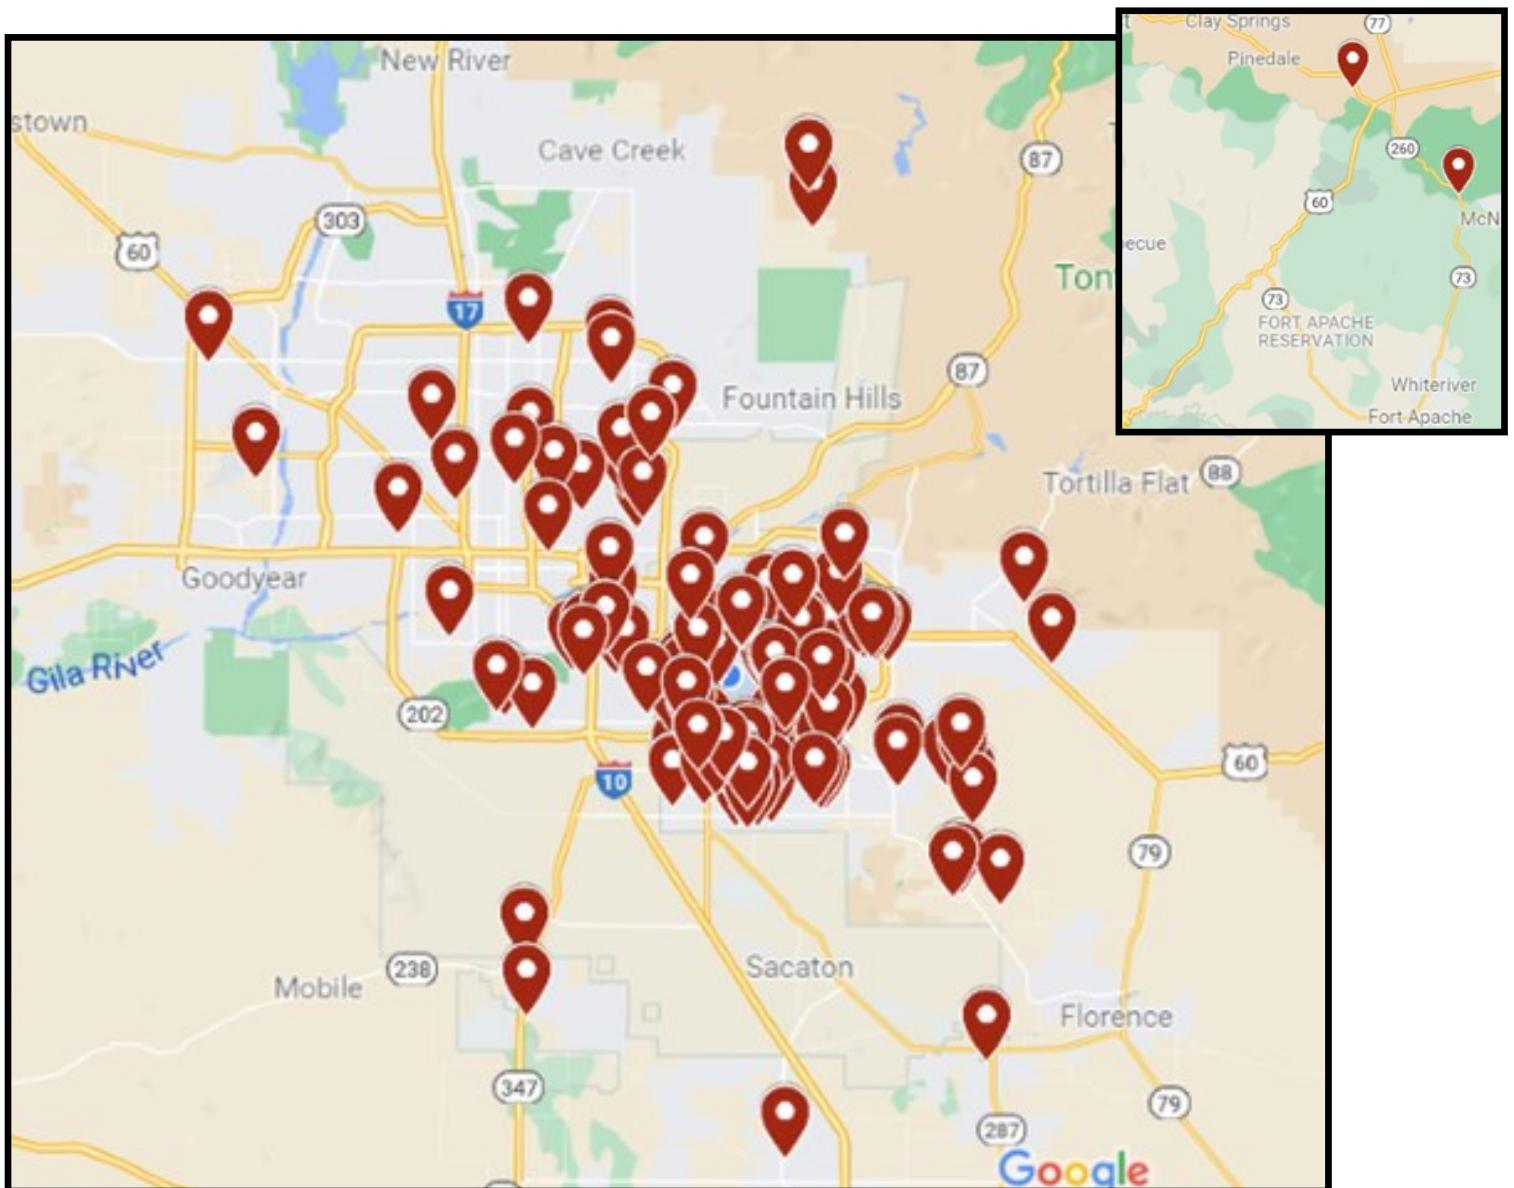 New River
stown
Cave Creek
87
303
60
17
Fountain Hills
87
Tortilla Flat
88
Goodyear
Gila River
202
10
60
79
238
Mobile
Sacaton
Florence
347
287
79
Google
Ton
Clay Springs
77
Pinedale
260
60
McN
ecue
73
73
FORT APACHE
RESERVATION
Whiteriver
Fort Apache